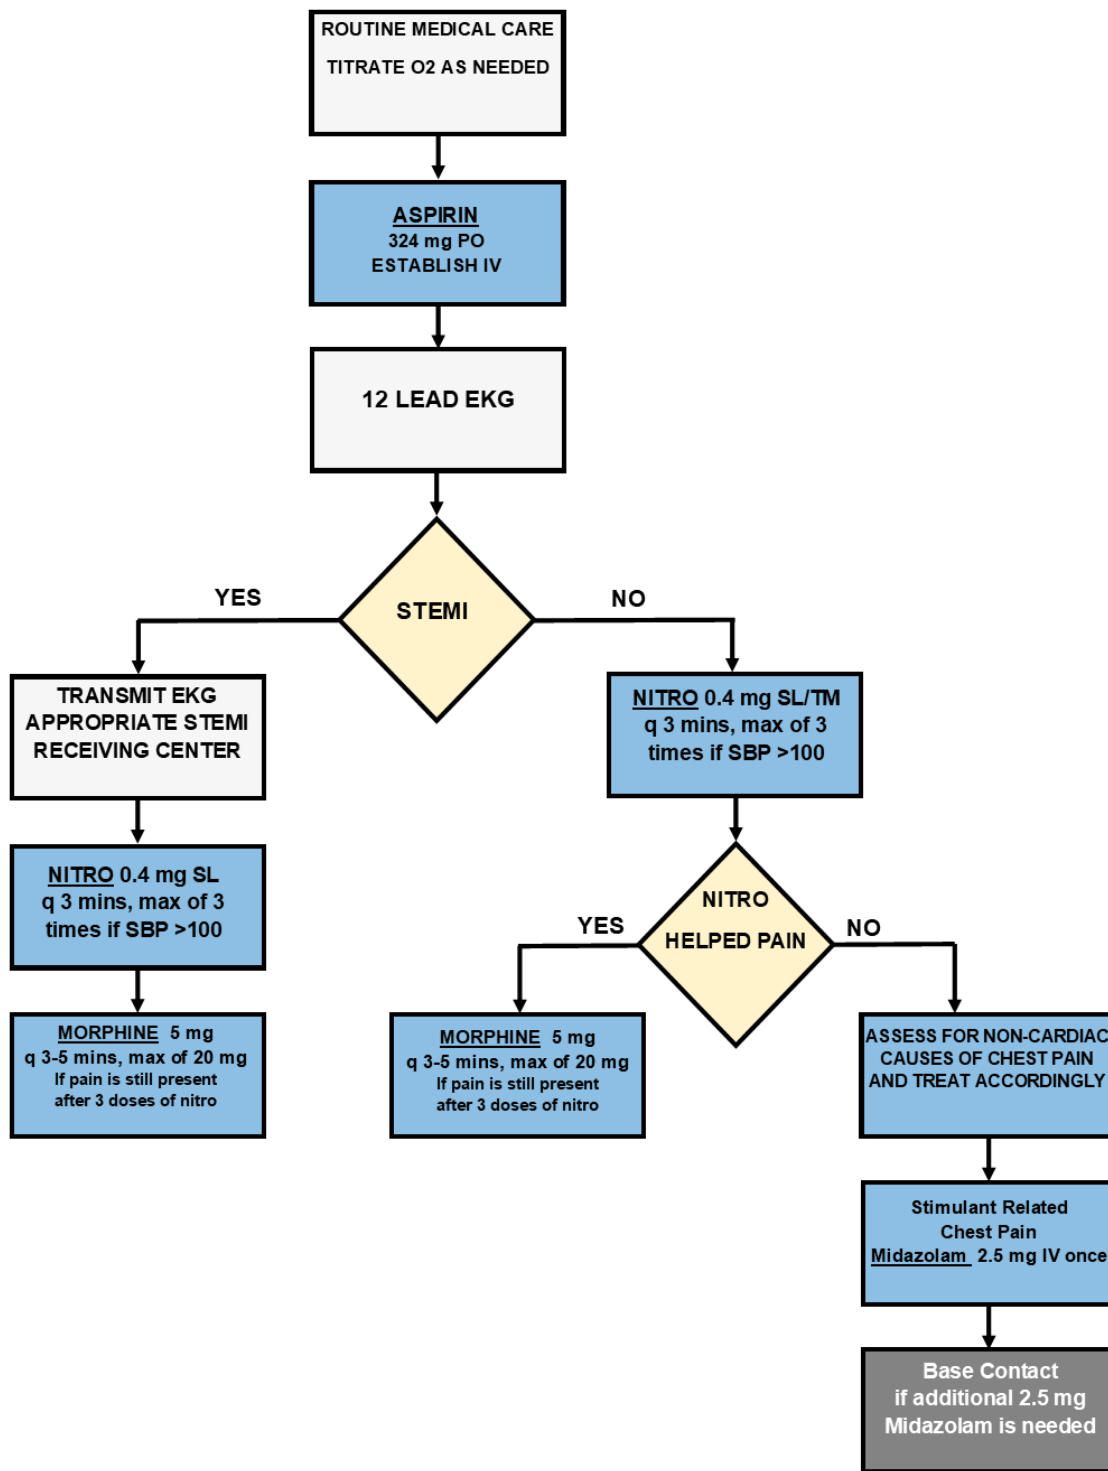 ROUTINE MEDICAL CARE
TITRATE O2 AS NEEDED
ASPIRIN
324 mg PO
ESTABLISH IV
12 LEAD EKG
STEMI
YES
NO
TRANSMIT EKG
APPROPRIATE STEMI
RECEIVING CENTER
NITRO 0.4 mg SL
q 3 mins, max of 3
times if SBP >100
MORPHINE 5 mg
q 3-5 mins, max of 20 mg
If pain is still present
after 3 doses of nitro
NITRO 0.4 mg SL/TM
q 3 mins, max of 3
times if SBP >100
NITRO
HELPED PAIN
YES
NO
MORPHINE 5 mg
q 3-5 mins, max of 20 mg
If pain is still present
after 3 doses of nitro
ASSESS FOR NON-CARDIAC
CAUSES OF CHEST PAIN
AND TREAT ACCORDINGLY
Stimulant Related
Chest Pain
Midazolam 2.5 mg IV once
Base Contact
if additional 2.5 mg
Midazolam is needed